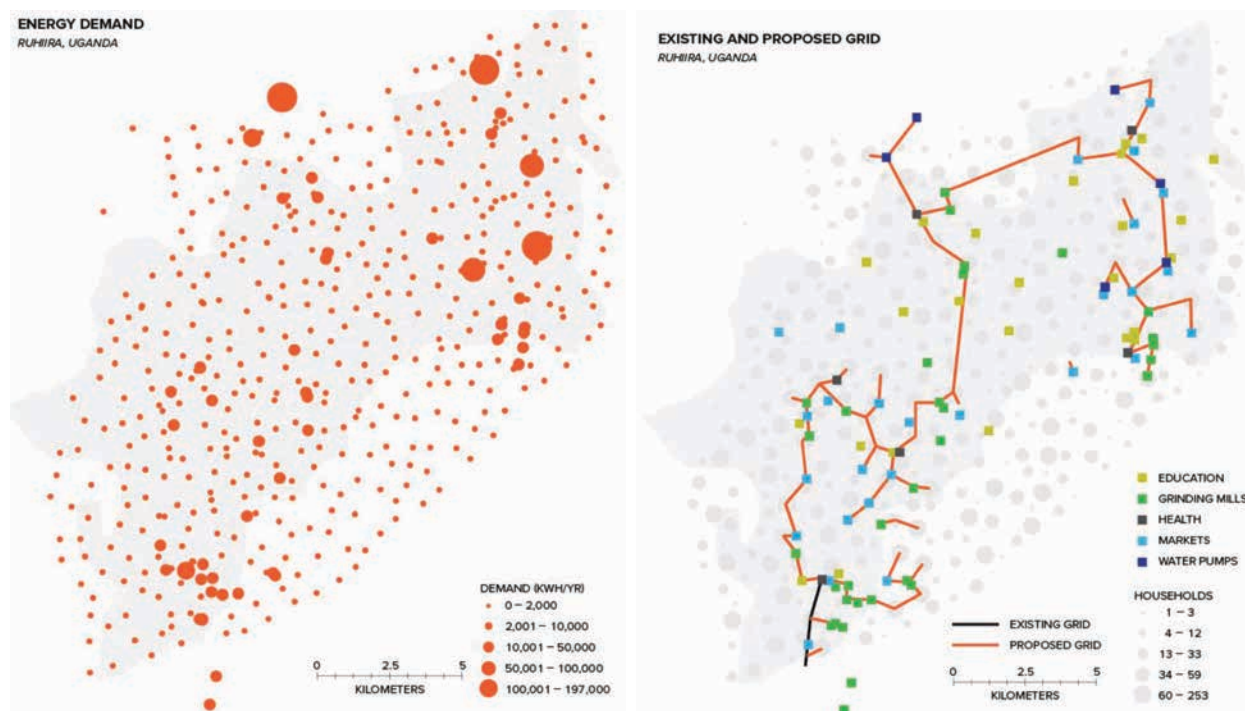 ENERGY DEMAND
RUHIIRA, UGANDA
DEMAND (KWH/YR)
0 – 2,000
2,001 – 10,000
10,001 – 50,000
50,001 – 100,000
100,001 – 197,000
0 2.5 5
KILOMETERS
EXISTING AND PROPOSED GRID
RUHIIRA, UGANDA
EDUCATION
GRINDING MILLS
HEALTH
MARKETS
WATER PUMPS
HOUSEHOLDS
1 – 3
4 – 12
13 – 33
34 – 59
60 – 253
EXISTING GRID
PROPOSED GRID
0 2.5 5
KILOMETERS